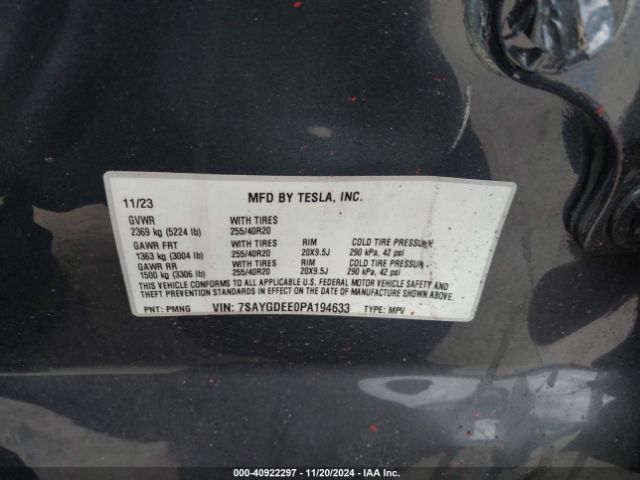 11/23 MFD BY TESLA, INC.
GVWR WITH TIRES
2369 kg (5224 lb) 255/40R20
GAWR FRT WITH TIRES RIM COLD TIRE PRESSURE
1363 kg (3004 lb) 255/40R20 20X9.5J 290 kPa, 42 psi
GAWR RR WITH TIRES RIM COLD TIRE PRESSURE
1500 kg (3306 lb) 255/40R20 20X9.5J 290 kPa, 42 psi
THIS VEHICLE CONFORMS TO ALL APPLICABLE U.S. FEDERAL MOTOR VEHICLE SAFETY AND
THEFT PREVENTION STANDARDS IN EFFECT ON THE DATE OF MANUFACTURE SHOWN ABOVE.
PNT: PMNG VIN: 7SAYGDEE0PA194633 TYPE: MPV
000-40922297 - 11/20/2024 - IAA Inc.